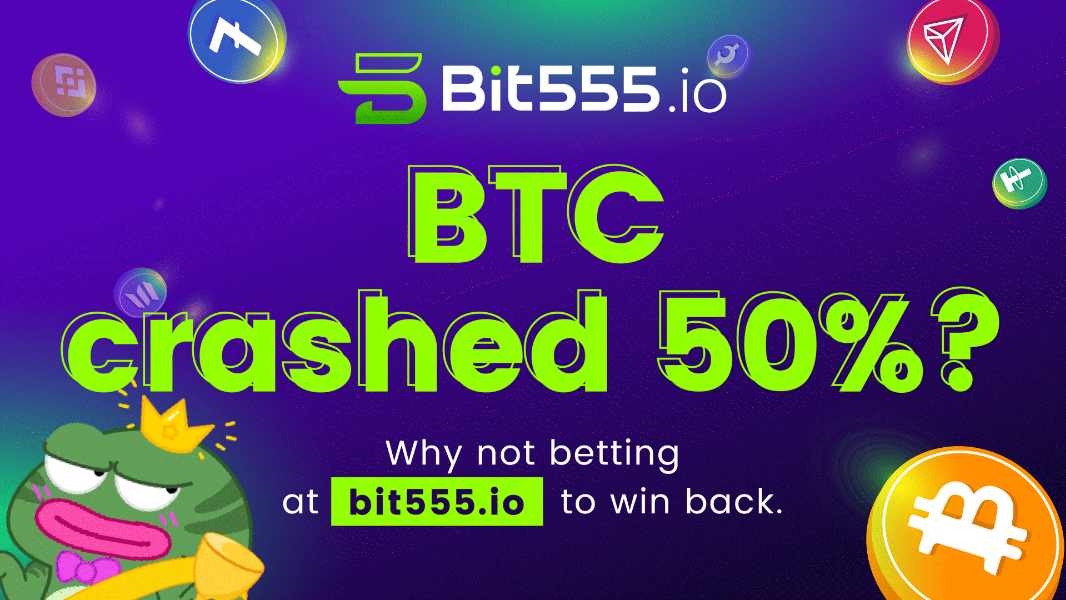 Bit555.io
BTC
crashed 50%?
Why not betting
at bit555.io to win back.